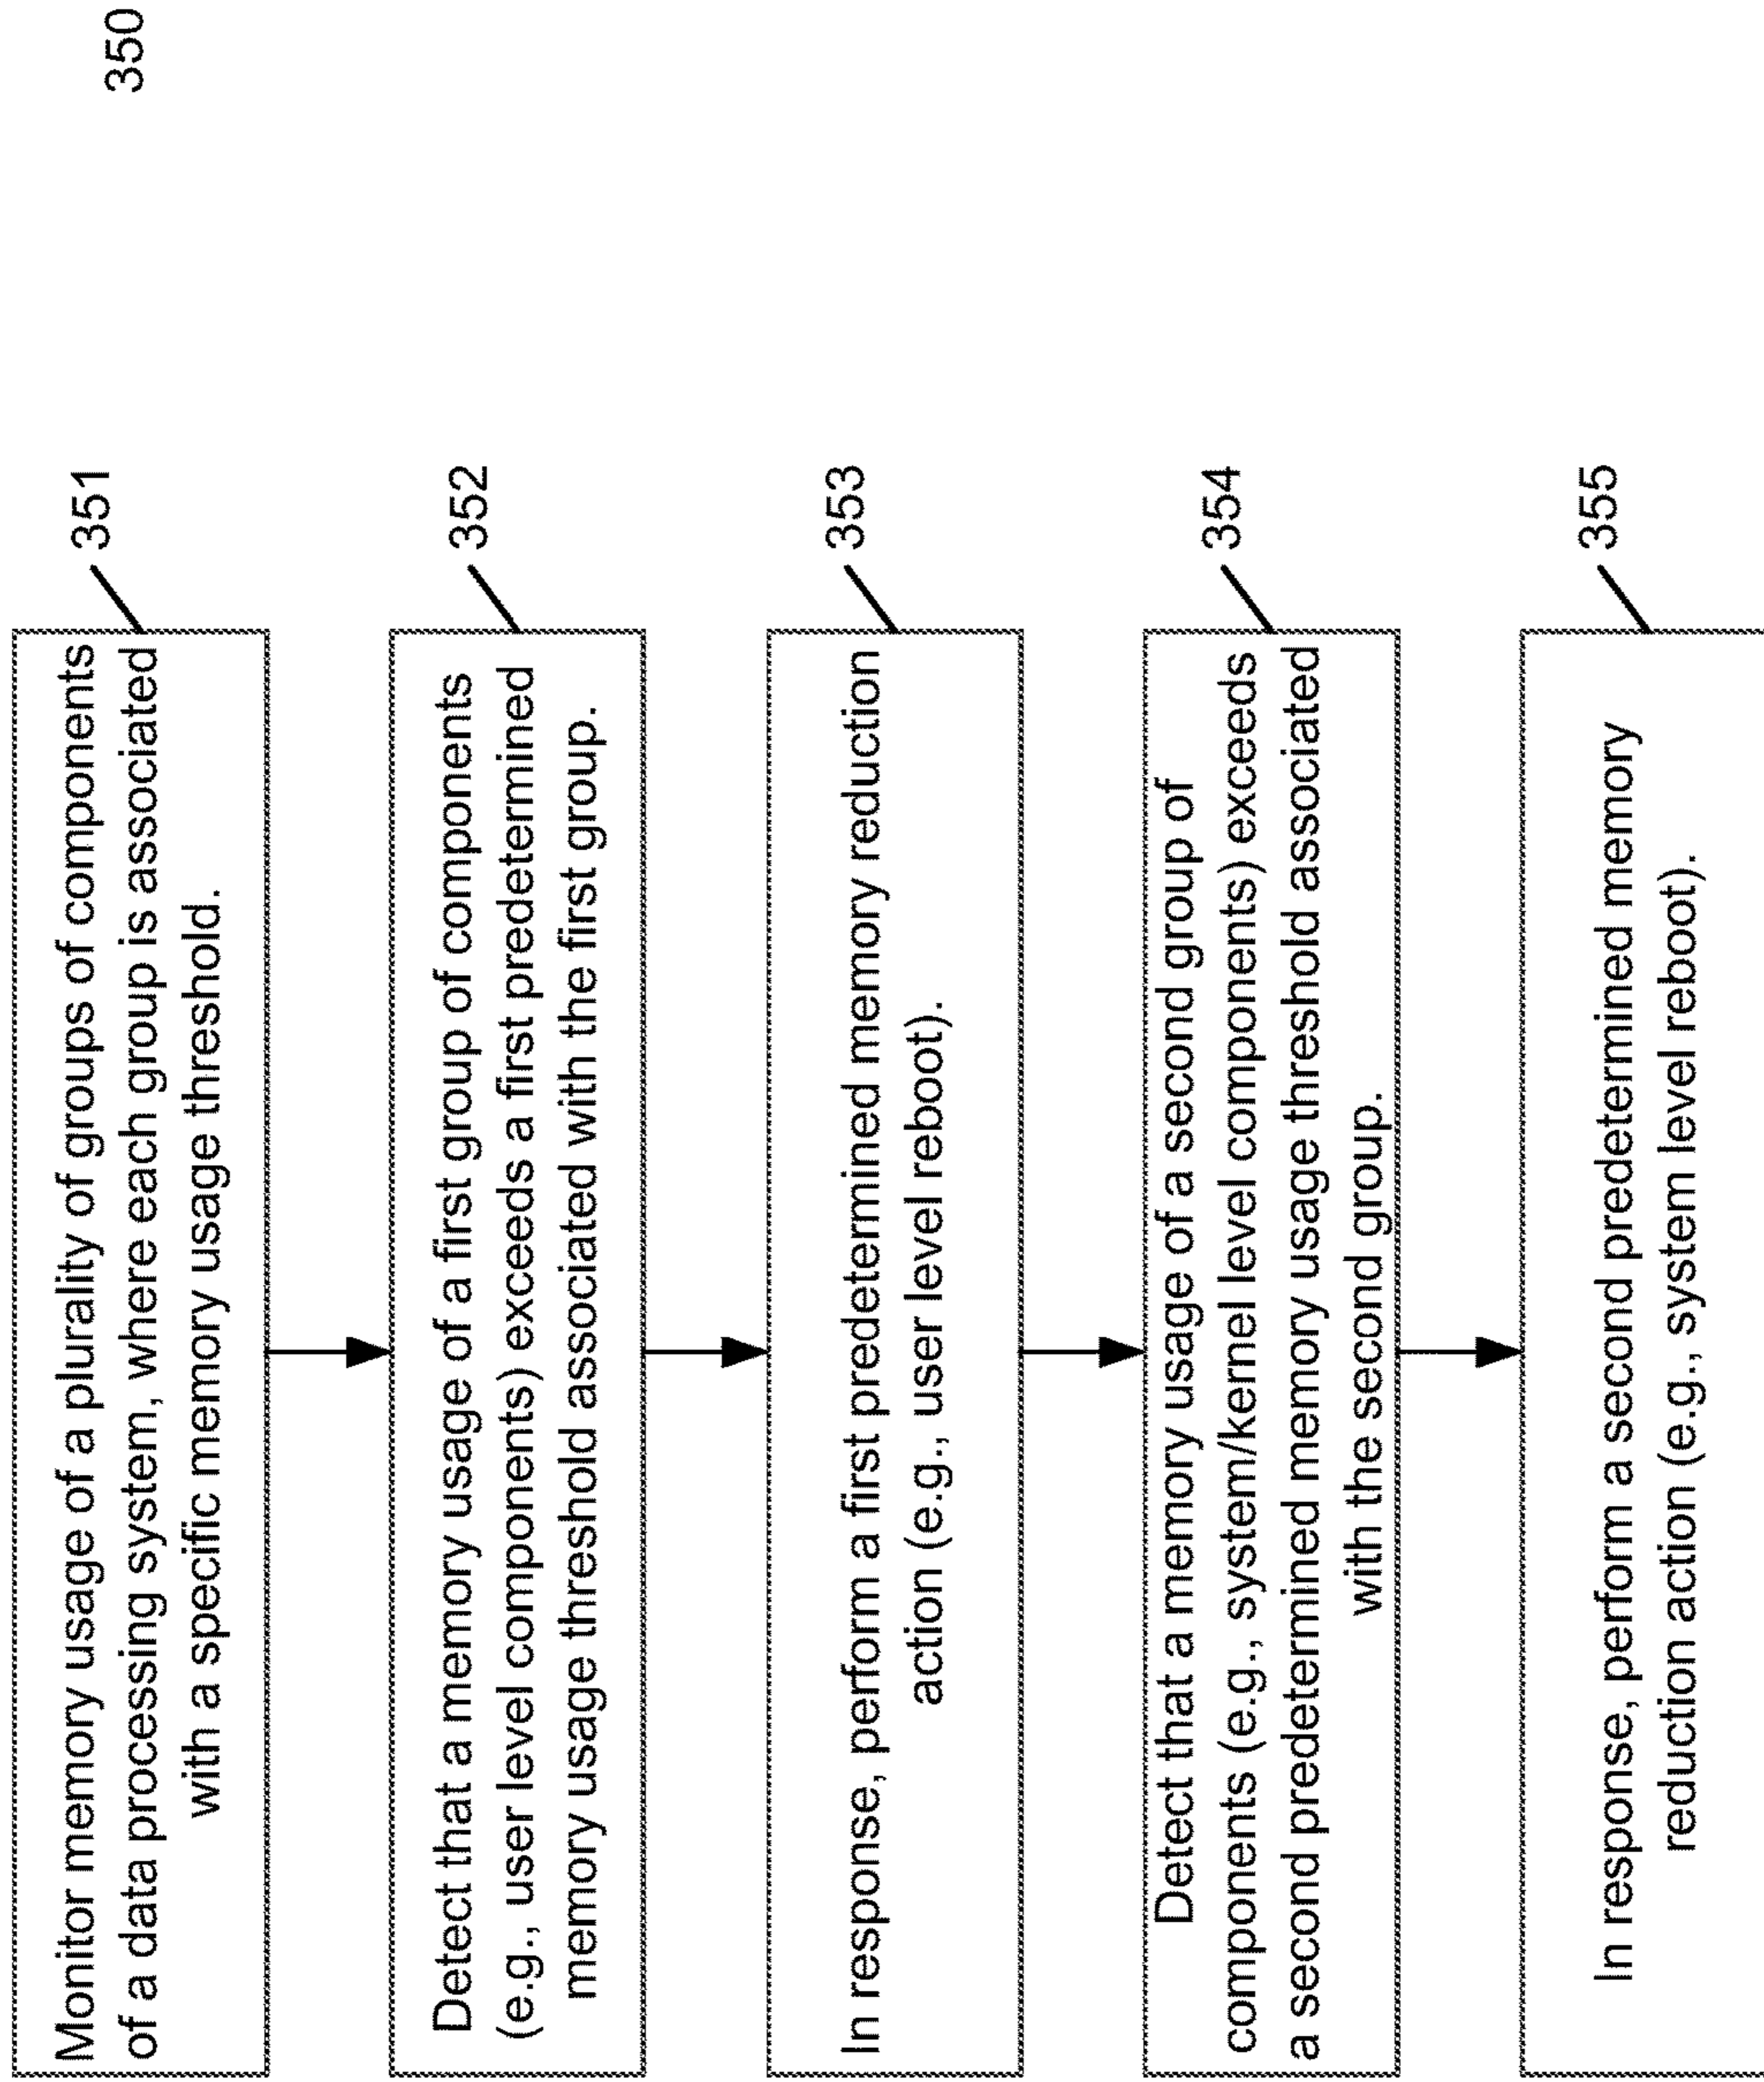 350
351
Monitor memory usage of a plurality of groups of components
of a data processing system, where each group is associated
with a specific memory usage threshold.
352
Detect that a memory usage of a first group of components
(e.g., user level components) exceeds a first predetermined
memory usage threshold associated with the first group.
353
In response, perform a first predetermined memory reduction
action (e.g., user level reboot).
354
Detect that a memory usage of a second group of
components (e.g., system/kernel level components) exceeds
a second predetermined memory usage threshold associated
with the second group.
355
In response, perform a second predetermined memory
reduction action (e.g., system level reboot).